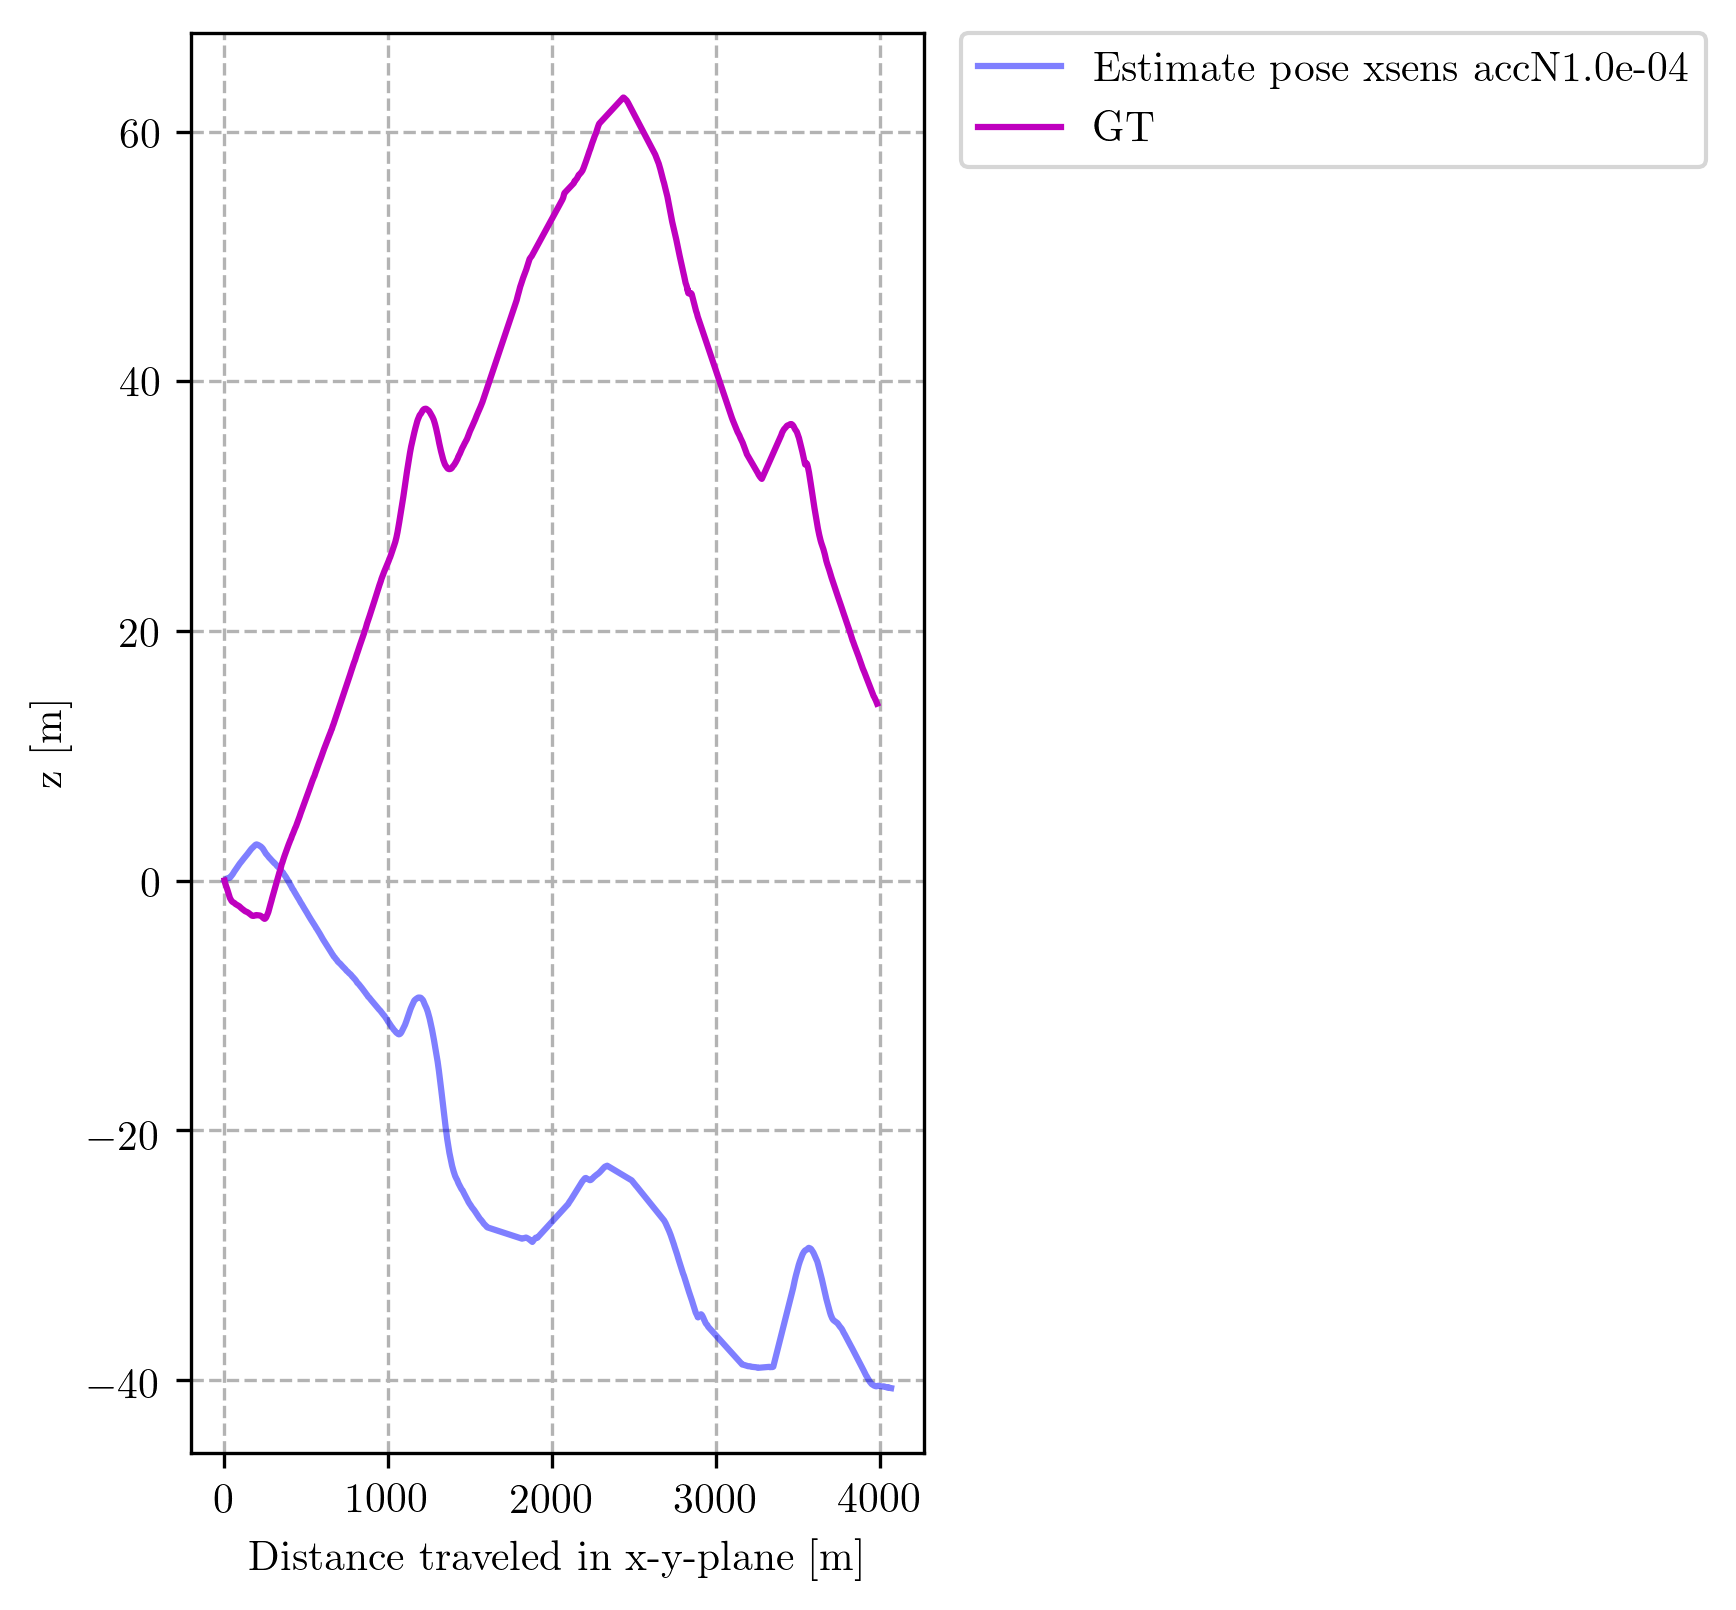 Estimate pose xsens accN1.0e-04
GT
60
40
20
0
−20
−40
z [m]
0 1000 2000 3000 4000
Distance traveled in x-y-plane [m]